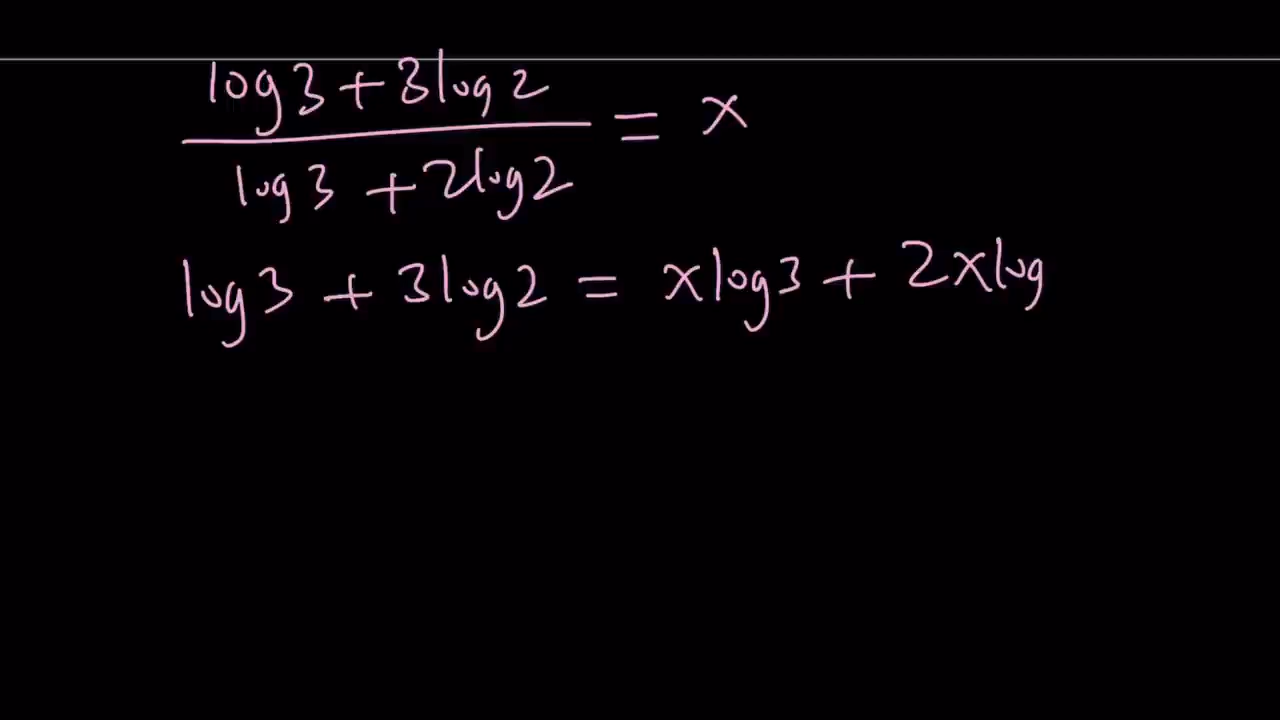 log3+3log2
log3+2log2
= x
log3 + 3log2 = xlog3 + 2xlog